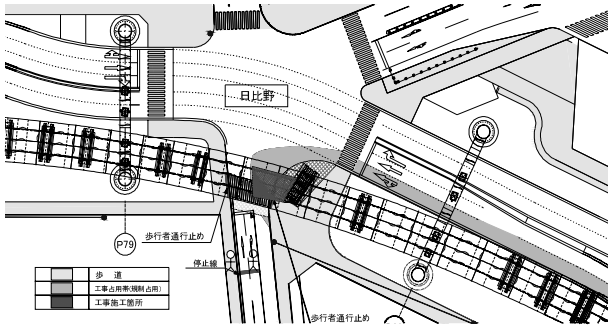 日比野
P79
歩行者通行止め
停止線
歩 道
工事占用帯(規制占用)
工事施工箇所
歩行者通行止め